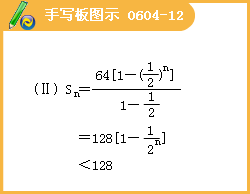 手写板图示 0604-12
(Ⅱ) Sn=64[1-(1/2)^n]/(1-1/2)
=128[1-1/2^n]
<128